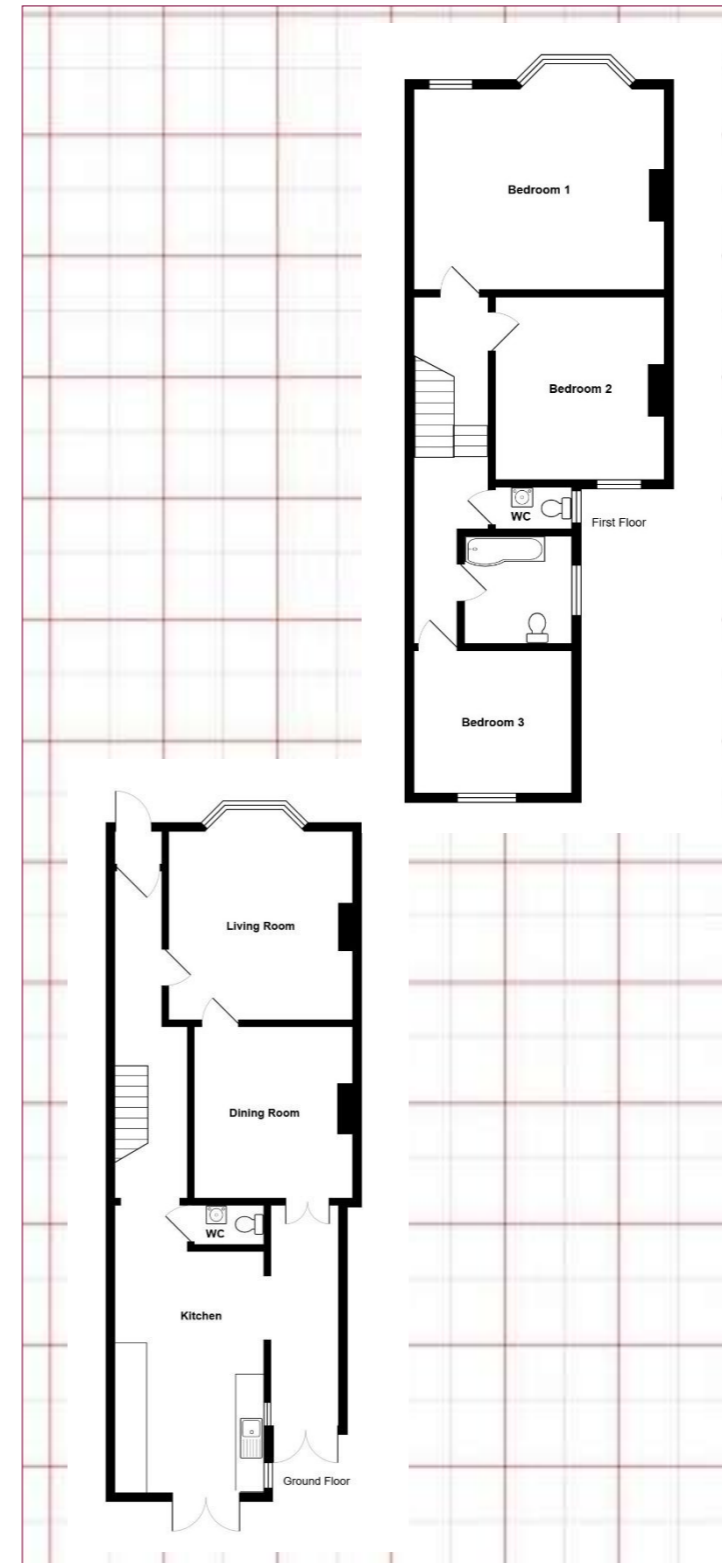 Bedroom 1
Bedroom 2
WC
First Floor
Bedroom 3
Living Room
Dining Room
WC
Kitchen
Ground Floor